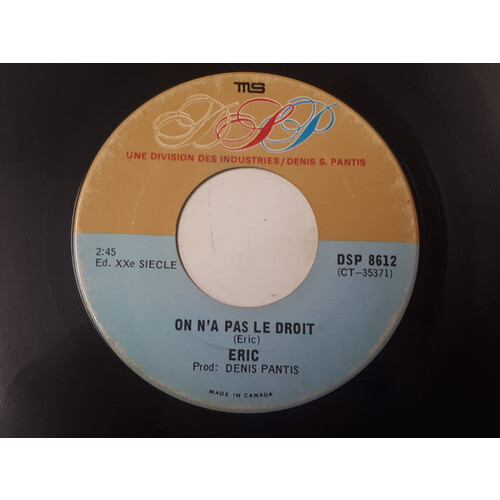 MS
DSP
UNE DIVISION DES INDUSTRIES/DENIS S. PANTIS
2:45
Ed. XXe SIECLE
DSP 8612
(CT-35371)
ON N'A PAS LE DROIT
(Eric)
ERIC
Prod: DENIS PANTIS
MADE IN CANADA